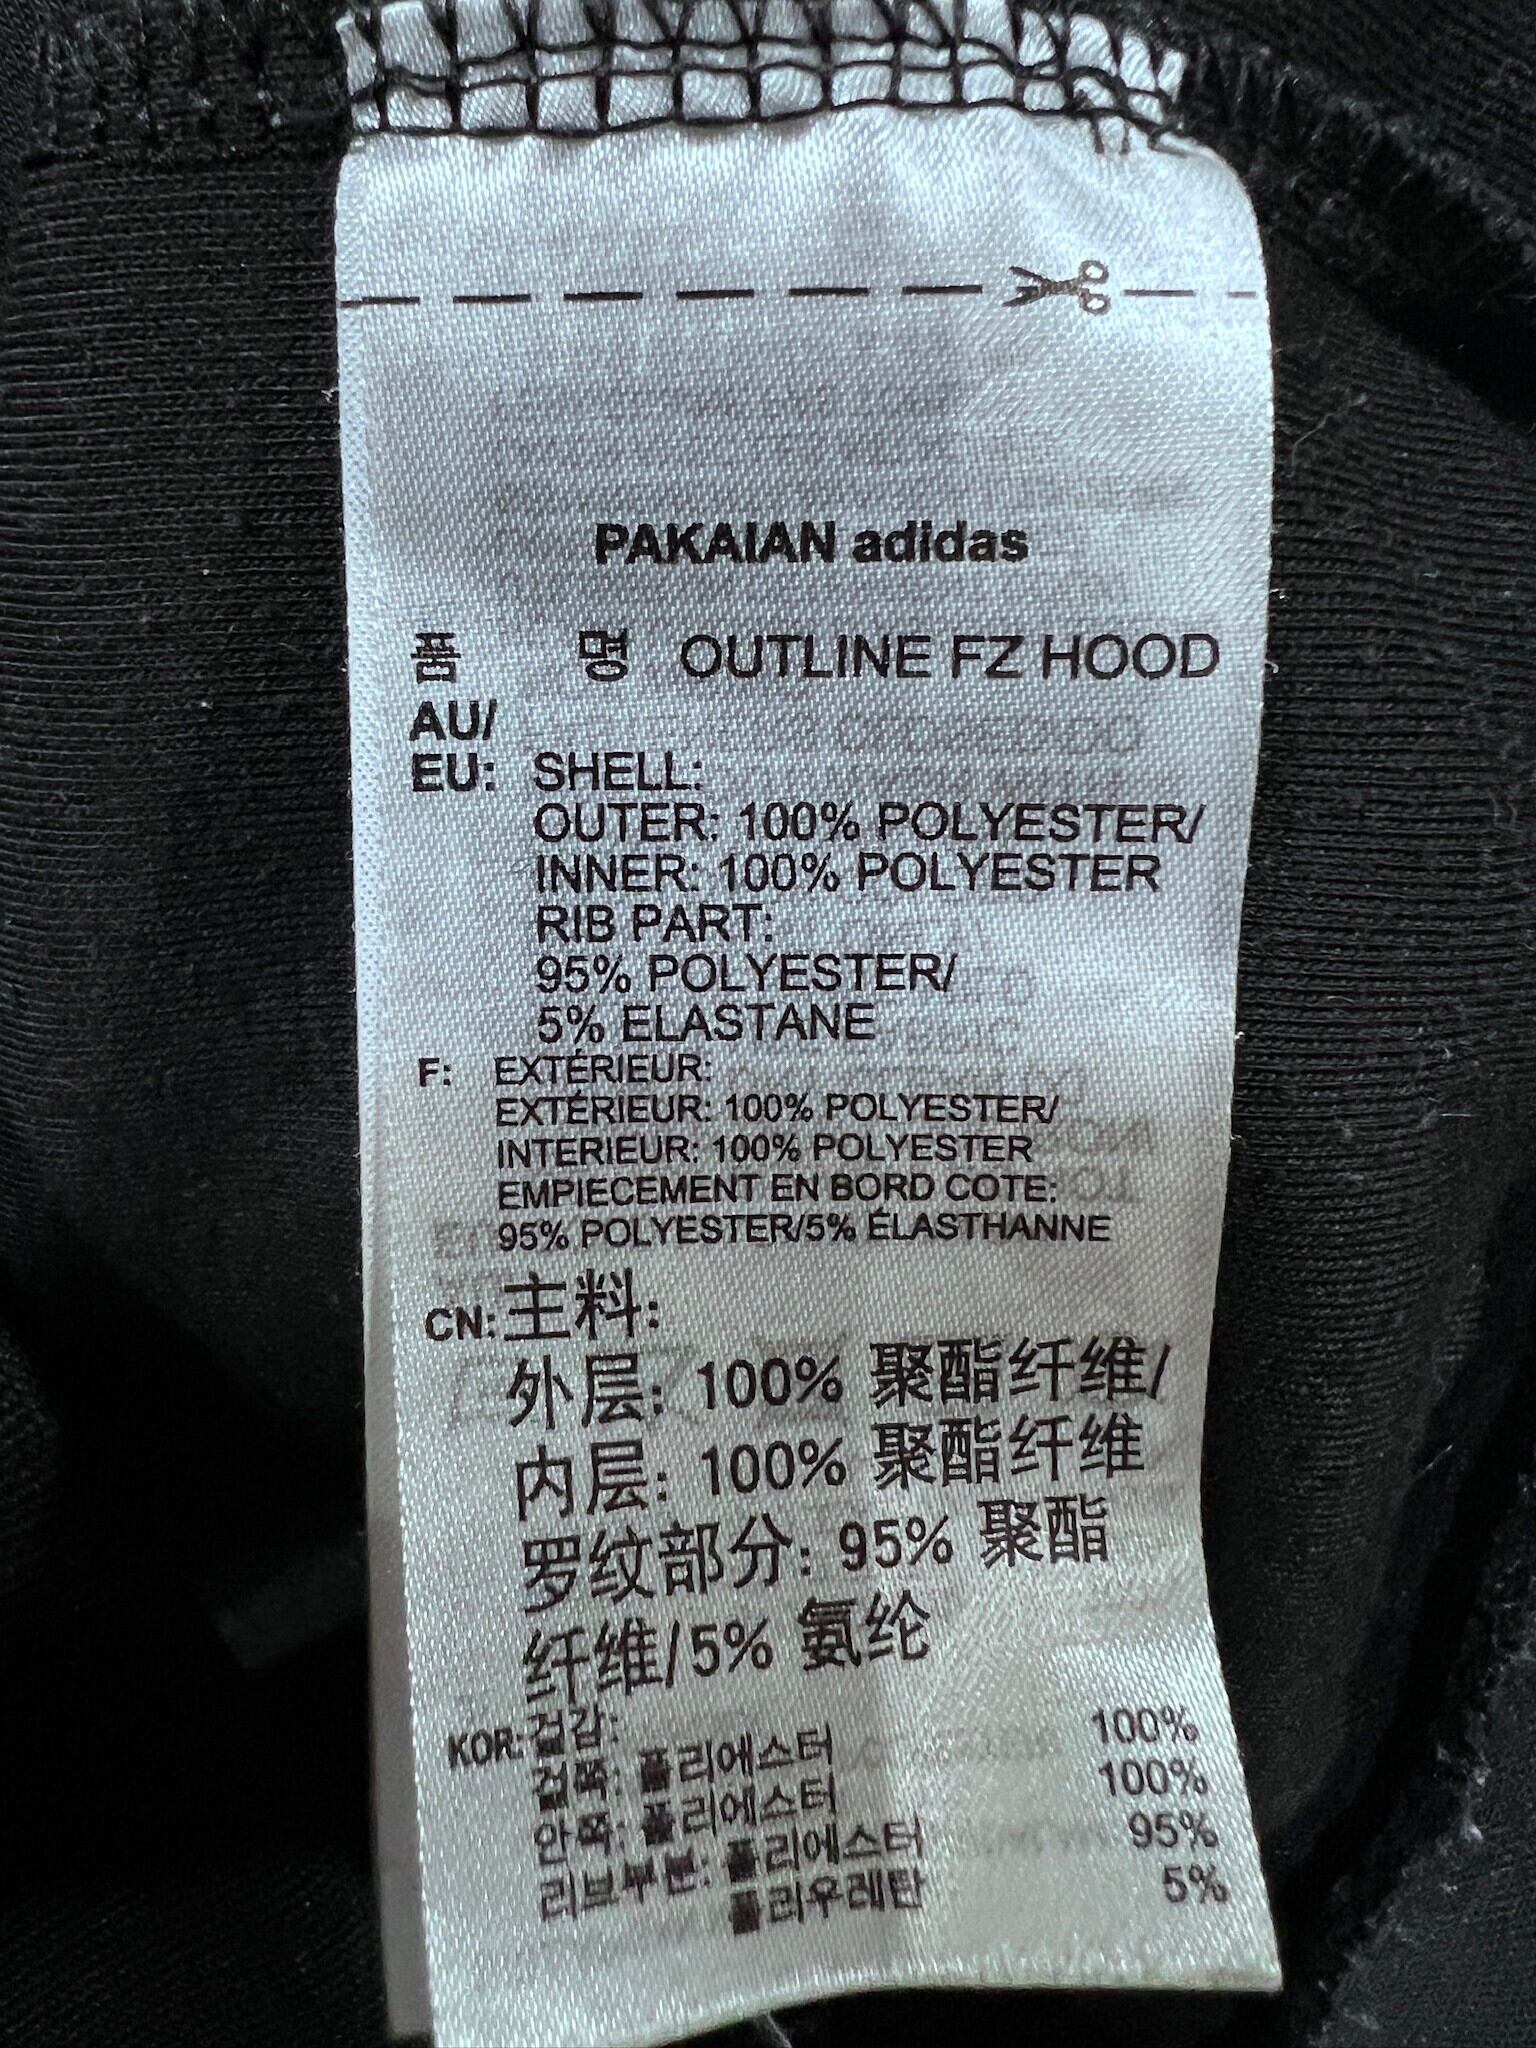 PAKAIAN adidas
품 명 OUTLINE FZ HOOD
AU/
EU: SHELL:
OUTER: 100% POLYESTER/
INNER: 100% POLYESTER
RIB PART:
95% POLYESTER/
5% ELASTANE
F: EXTÉRIEUR:
EXTÉRIEUR: 100% POLYESTER/
INTERIEUR: 100% POLYESTER
EMPIECEMENT EN BORD COTE:
95% POLYESTER/5% ÉLASTHANNE
CN: 主料:
外层: 100% 聚酯纤维/
内层: 100% 聚酯纤维
罗纹部分: 95% 聚酯
纤维/5% 氨纶
KOR: 겉감:
겉쪽: 폴리에스터 100%
안쪽: 폴리에스터 100%
리브부분: 폴리에스터 95%
폴리우레탄 5%